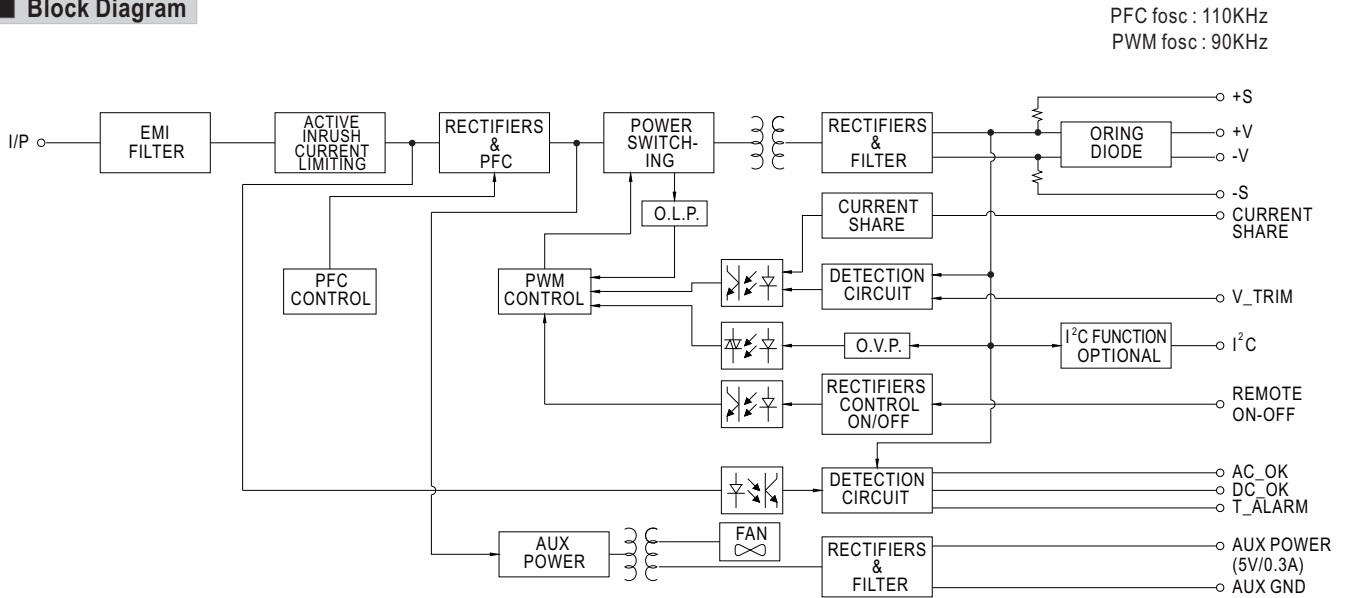 Block Diagram
PFC fosc : 110KHz
PWM fosc : 90KHz
I/P
EMI
FILTER
ACTIVE
INRUSH
CURRENT
LIMITING
RECTIFIERS
&
PFC
POWER
SWITCH-
ING
RECTIFIERS
&
FILTER
ORING
DIODE
+S
+V
-V
-S
O.L.P.
CURRENT
SHARE
CURRENT
SHARE
PFC
CONTROL
PWM
CONTROL
DETECTION
CIRCUIT
V_TRIM
O.V.P.
I²C FUNCTION
OPTIONAL
I²C
RECTIFIERS
CONTROL
ON/OFF
REMOTE
ON-OFF
DETECTION
CIRCUIT
AC_OK
DC_OK
T_ALARM
AUX
POWER
FAN
RECTIFIERS
&
FILTER
AUX POWER
(5V/0.3A)
AUX GND